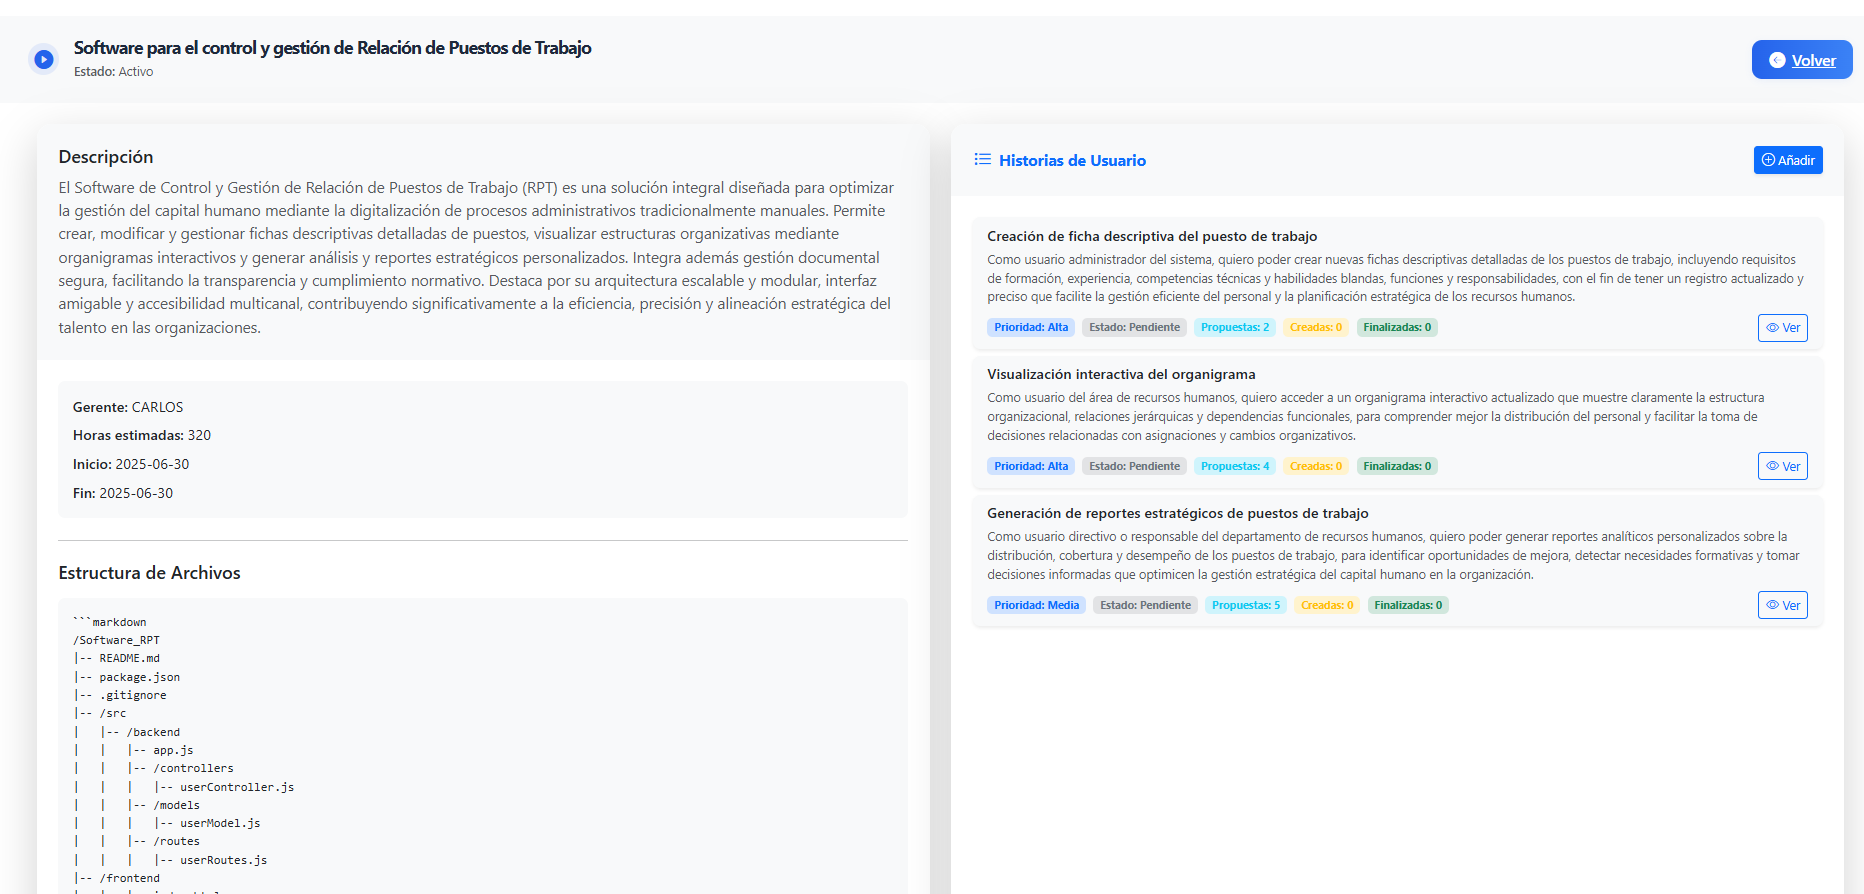 Software para el control y gestión de Relación de Puestos de Trabajo
Estado: Activo
Volver
Descripción
El Software de Control y Gestión de Relación de Puestos de Trabajo (RPT) es una solución integral diseñada para optimizar
la gestión del capital humano mediante la digitalización de procesos administrativos tradicionalmente manuales. Permite
crear, modificar y gestionar fichas descriptivas detalladas de puestos, visualizar estructuras organizativas mediante
organigramas interactivos y generar análisis y reportes estratégicos personalizados. Integra además gestión documental
segura, facilitando la transparencia y cumplimiento normativo. Destaca por su arquitectura escalable y modular, interfaz
amigable y accesibilidad multicanal, contribuyendo significativamente a la eficiencia, precisión y alineación estratégica del
talento en las organizaciones.
Gerente: CARLOS
Horas estimadas: 320
Inicio: 2025-06-30
Fin: 2025-06-30
Estructura de Archivos
```markdown
/Software_RPT
|-- README.md
|-- package.json
|-- .gitignore
|-- /src
|   |-- /backend
|   |   |-- app.js
|   |   |-- /controllers
|   |   |   |-- userController.js
|   |   |-- /models
|   |   |   |-- userModel.js
|   |   |-- /routes
|   |   |   |-- userRoutes.js
|-- /frontend
Historias de Usuario
Añadir
Creación de ficha descriptiva del puesto de trabajo
Como usuario administrador del sistema, quiero poder crear nuevas fichas descriptivas detalladas de los puestos de trabajo, incluyendo requisitos
de formación, experiencia, competencias técnicas y habilidades blandas, funciones y responsabilidades, con el fin de tener un registro actualizado y
preciso que facilite la gestión eficiente del personal y la planificación estratégica de los recursos humanos.
Prioridad: Alta Estado: Pendiente Propuestas: 2 Creadas: 0 Finalizadas: 0 Ver
Visualización interactiva del organigrama
Como usuario del área de recursos humanos, quiero acceder a un organigrama interactivo actualizado que muestre claramente la estructura
organizacional, relaciones jerárquicas y dependencias funcionales, para comprender mejor la distribución del personal y facilitar la toma de
decisiones relacionadas con asignaciones y cambios organizativos.
Prioridad: Alta Estado: Pendiente Propuestas: 4 Creadas: 0 Finalizadas: 0 Ver
Generación de reportes estratégicos de puestos de trabajo
Como usuario directivo o responsable del departamento de recursos humanos, quiero poder generar reportes analíticos personalizados sobre la
distribución, cobertura y desempeño de los puestos de trabajo, para identificar oportunidades de mejora, detectar necesidades formativas y tomar
decisiones informadas que optimicen la gestión estratégica del capital humano en la organización.
Prioridad: Media Estado: Pendiente Propuestas: 5 Creadas: 0 Finalizadas: 0 Ver